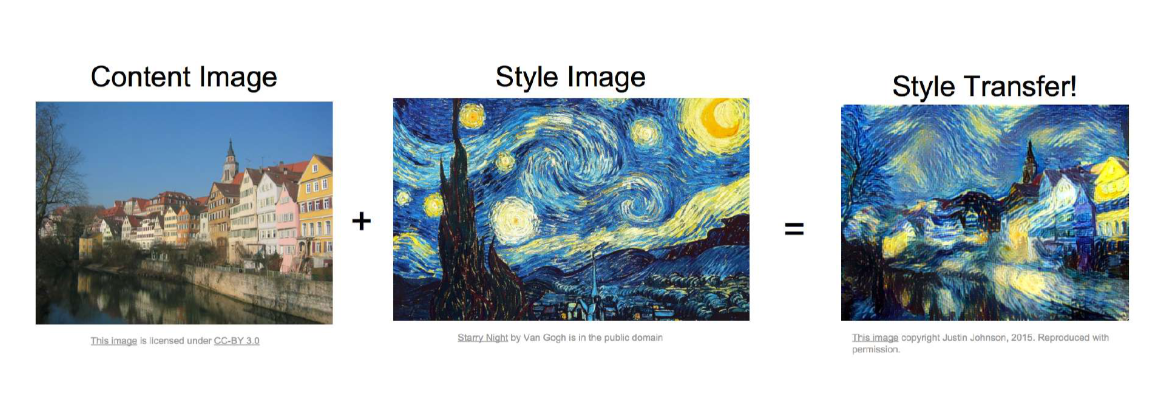 Content Image
Style Image
Style Transfer!
+
=
This image is licensed under CC-BY 3.0
Starry Night by Van Gogh is in the public domain
This image copyright Justin Johnson, 2015. Reproduced with
permission.